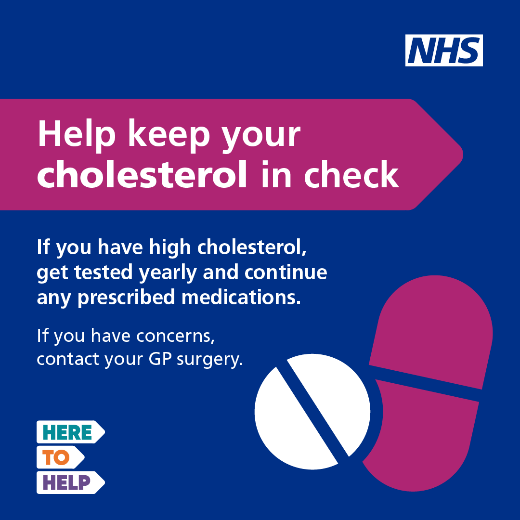 NHS
Help keep your
cholesterol in check
If you have high cholesterol,
get tested yearly and continue
any prescribed medications.
If you have concerns,
contact your GP surgery.
HERE
TO
HELP